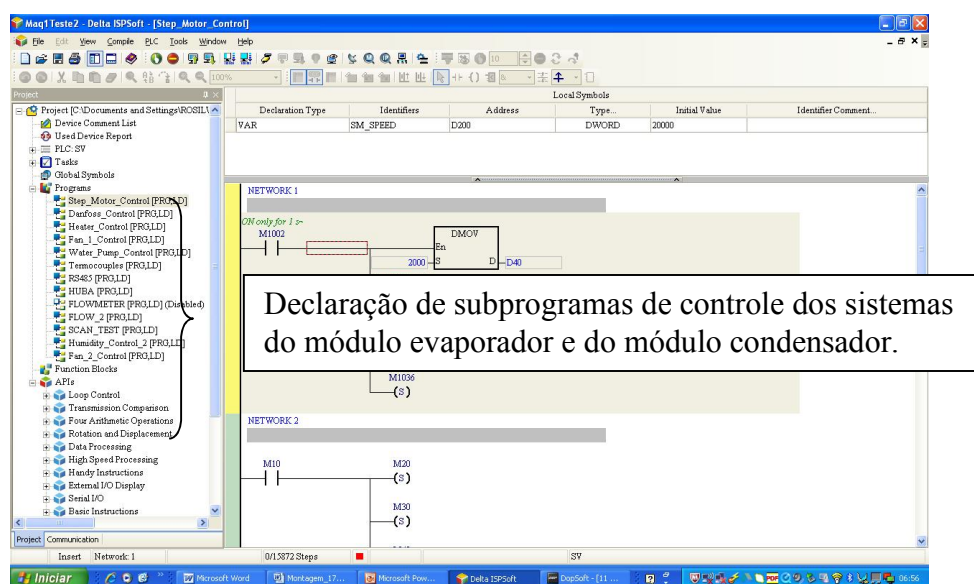 Maq1Teste2 - Delta ISPSoft - [Step_Motor_Control]
File Edit View Compile PLC Tools Window Help
10
100%
Project
Project [C:\Documents and Settings\ROSIL\
Device Comment List
Used Device Report
PLC: SV
Tasks
Global Symbols
Programs
Step_Motor_Control [PRG,LD]
Danfoss_Control [PRG,LD]
Heater_Control [PRG,LD]
Fan_1_Control [PRG,LD]
Water_Pump_Control [PRG,LD]
Termocouples [PRG,LD]
RS485 [PRG,LD]
HUBA [PRG,LD]
FLOWMETER [PRG,LD] (Disabled)
FLOW_2 [PRG,LD]
SCAN_TEST [PRG,LD]
Humidity_Control_2 [PRG,LD]
Fan_2_Control [PRG,LD]
Function Blocks
APIs
Loop Control
Transmission Comparison
Four Arithmetic Operations
Rotation and Displacement
Data Processing
High Speed Processing
Handy Instructions
External I/O Display
Serial I/O
Basic Instructions
Project Communication
Local Symbols
Declaration Type Identifiers Address Type... Initial Value Identifier Comment...
VAR SM_SPEED D200 DWORD 20000
NETWORK 1
ON only for 1 s~
M1002
DMOV
En
2000 S D D40
Declaração de subprogramas de controle dos sistemas
do módulo evaporador e do módulo condensador.
M1036
(S)
NETWORK 2
M10 M20
(S)
M30
(S)
Insert Network: 1 0/15872 Steps SV
Iniciar Microsoft Word Montagem_17... Microsoft Pow... Delta ISPSoft DopSoft - [11 ... 06:56